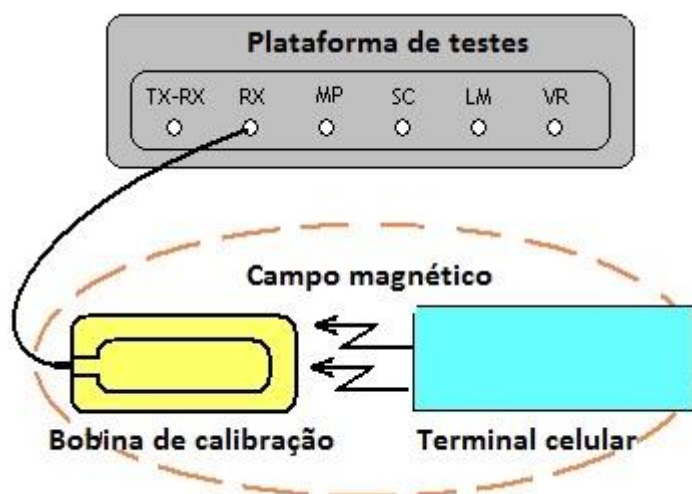 Plataforma de testes
TX-RX RX MP SC LM VR
Campo magnético
Bobina de calibração Terminal celular